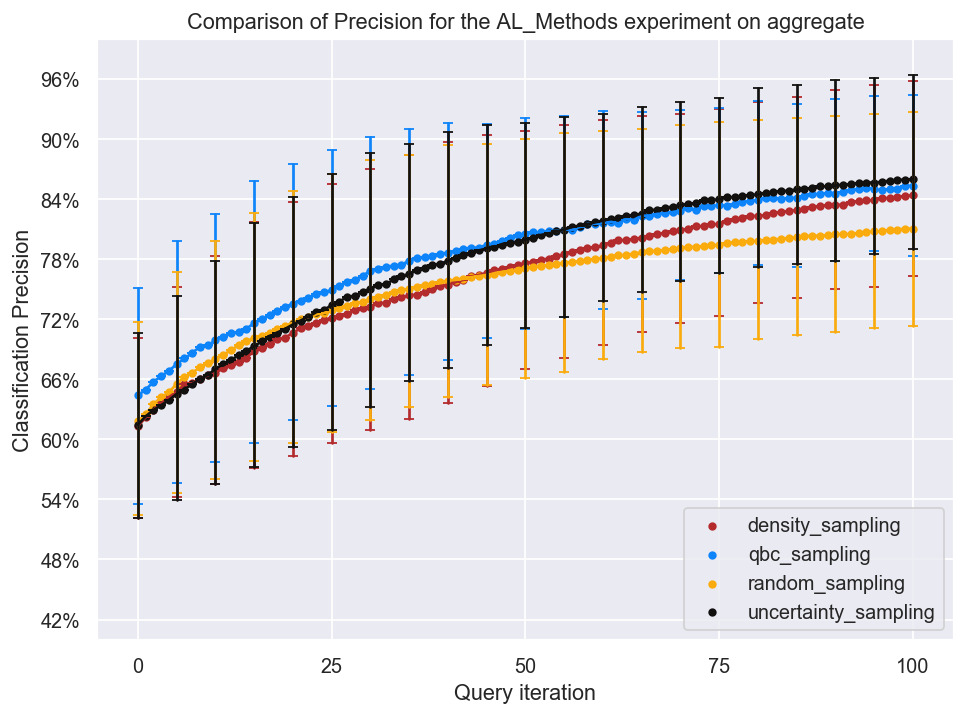 Comparison of Precision for the AL_Methods experiment on aggregate
Classification Precision
96%
90%
84%
78%
72%
66%
60%
54%
48%
42%
density_sampling
qbc_sampling
random_sampling
uncertainty_sampling
0 25 50 75 100
Query iteration